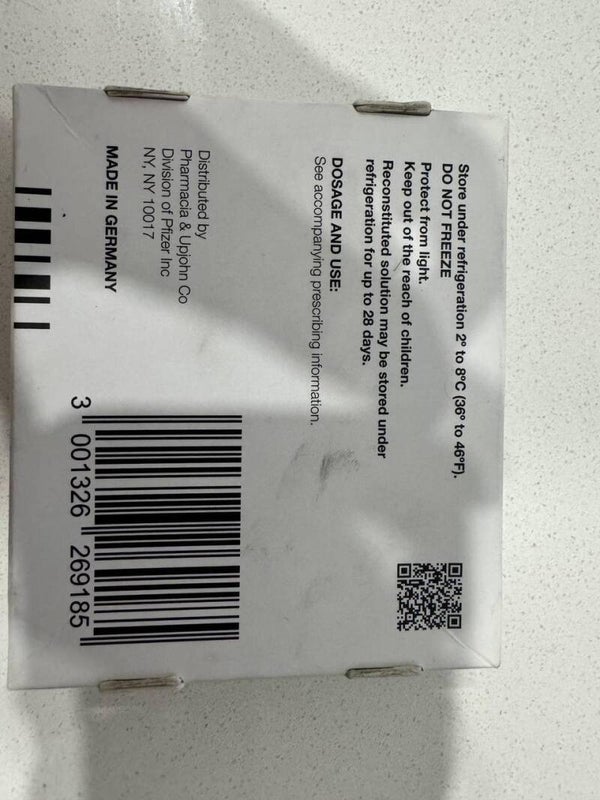 Store under refrigeration 2° to 8°C (36° to 46°F).
DO NOT FREEZE
Protect from light.
Keep out of the reach of children.
Reconstituted solution may be stored under
refrigeration for up to 28 days.
DOSAGE AND USE:
See accompanying prescribing information.
Distributed by
Pharmacia & Upjohn Co
Division of Pfizer Inc
NY, NY 10017
MADE IN GERMANY
3 001326 269185